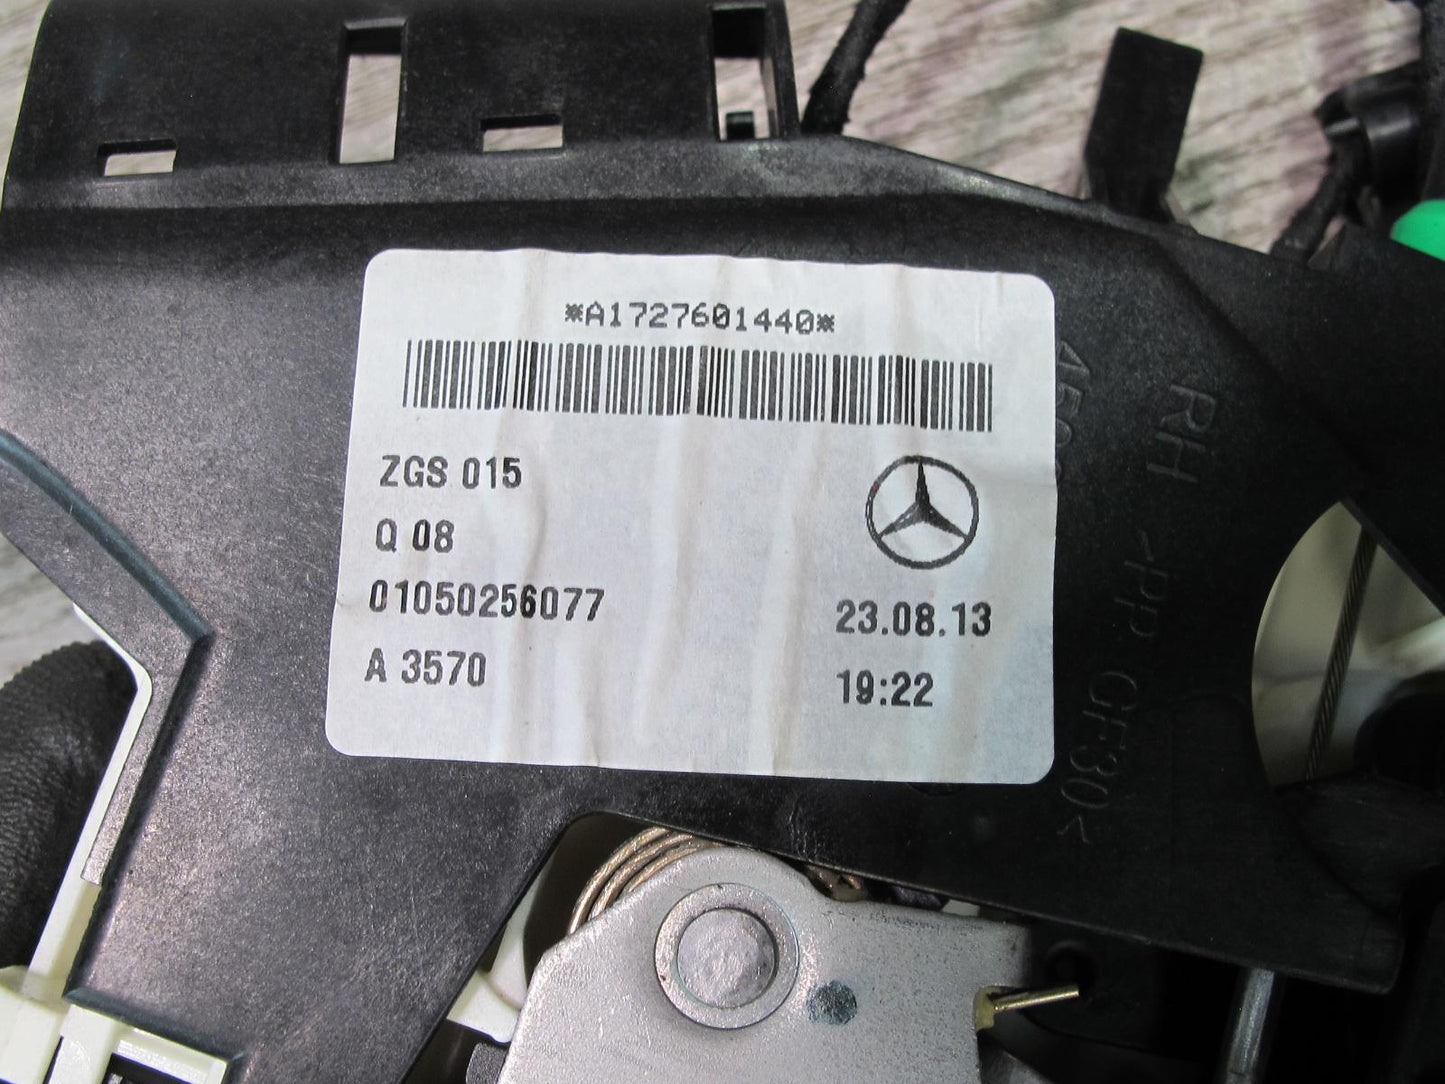 *A1727601440*
ZGS 015
Q 08
01050256077
23.08.13
A 3570
19:22
RH
>PP GF30<